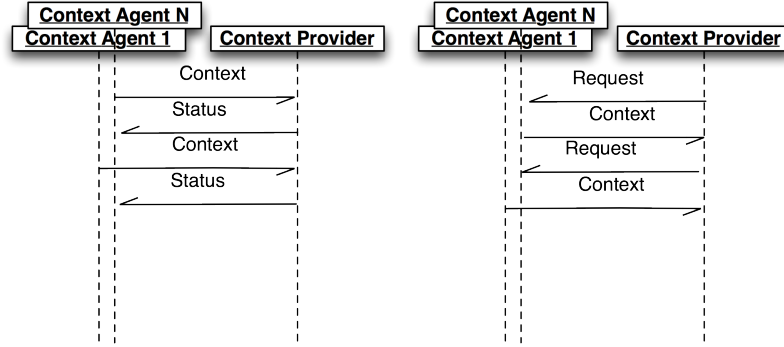 Context Agent N
Context Agent 1
Context Provider
Context
Status
Context
Status
Context Agent N
Context Agent 1
Context Provider
Request
Context
Request
Context